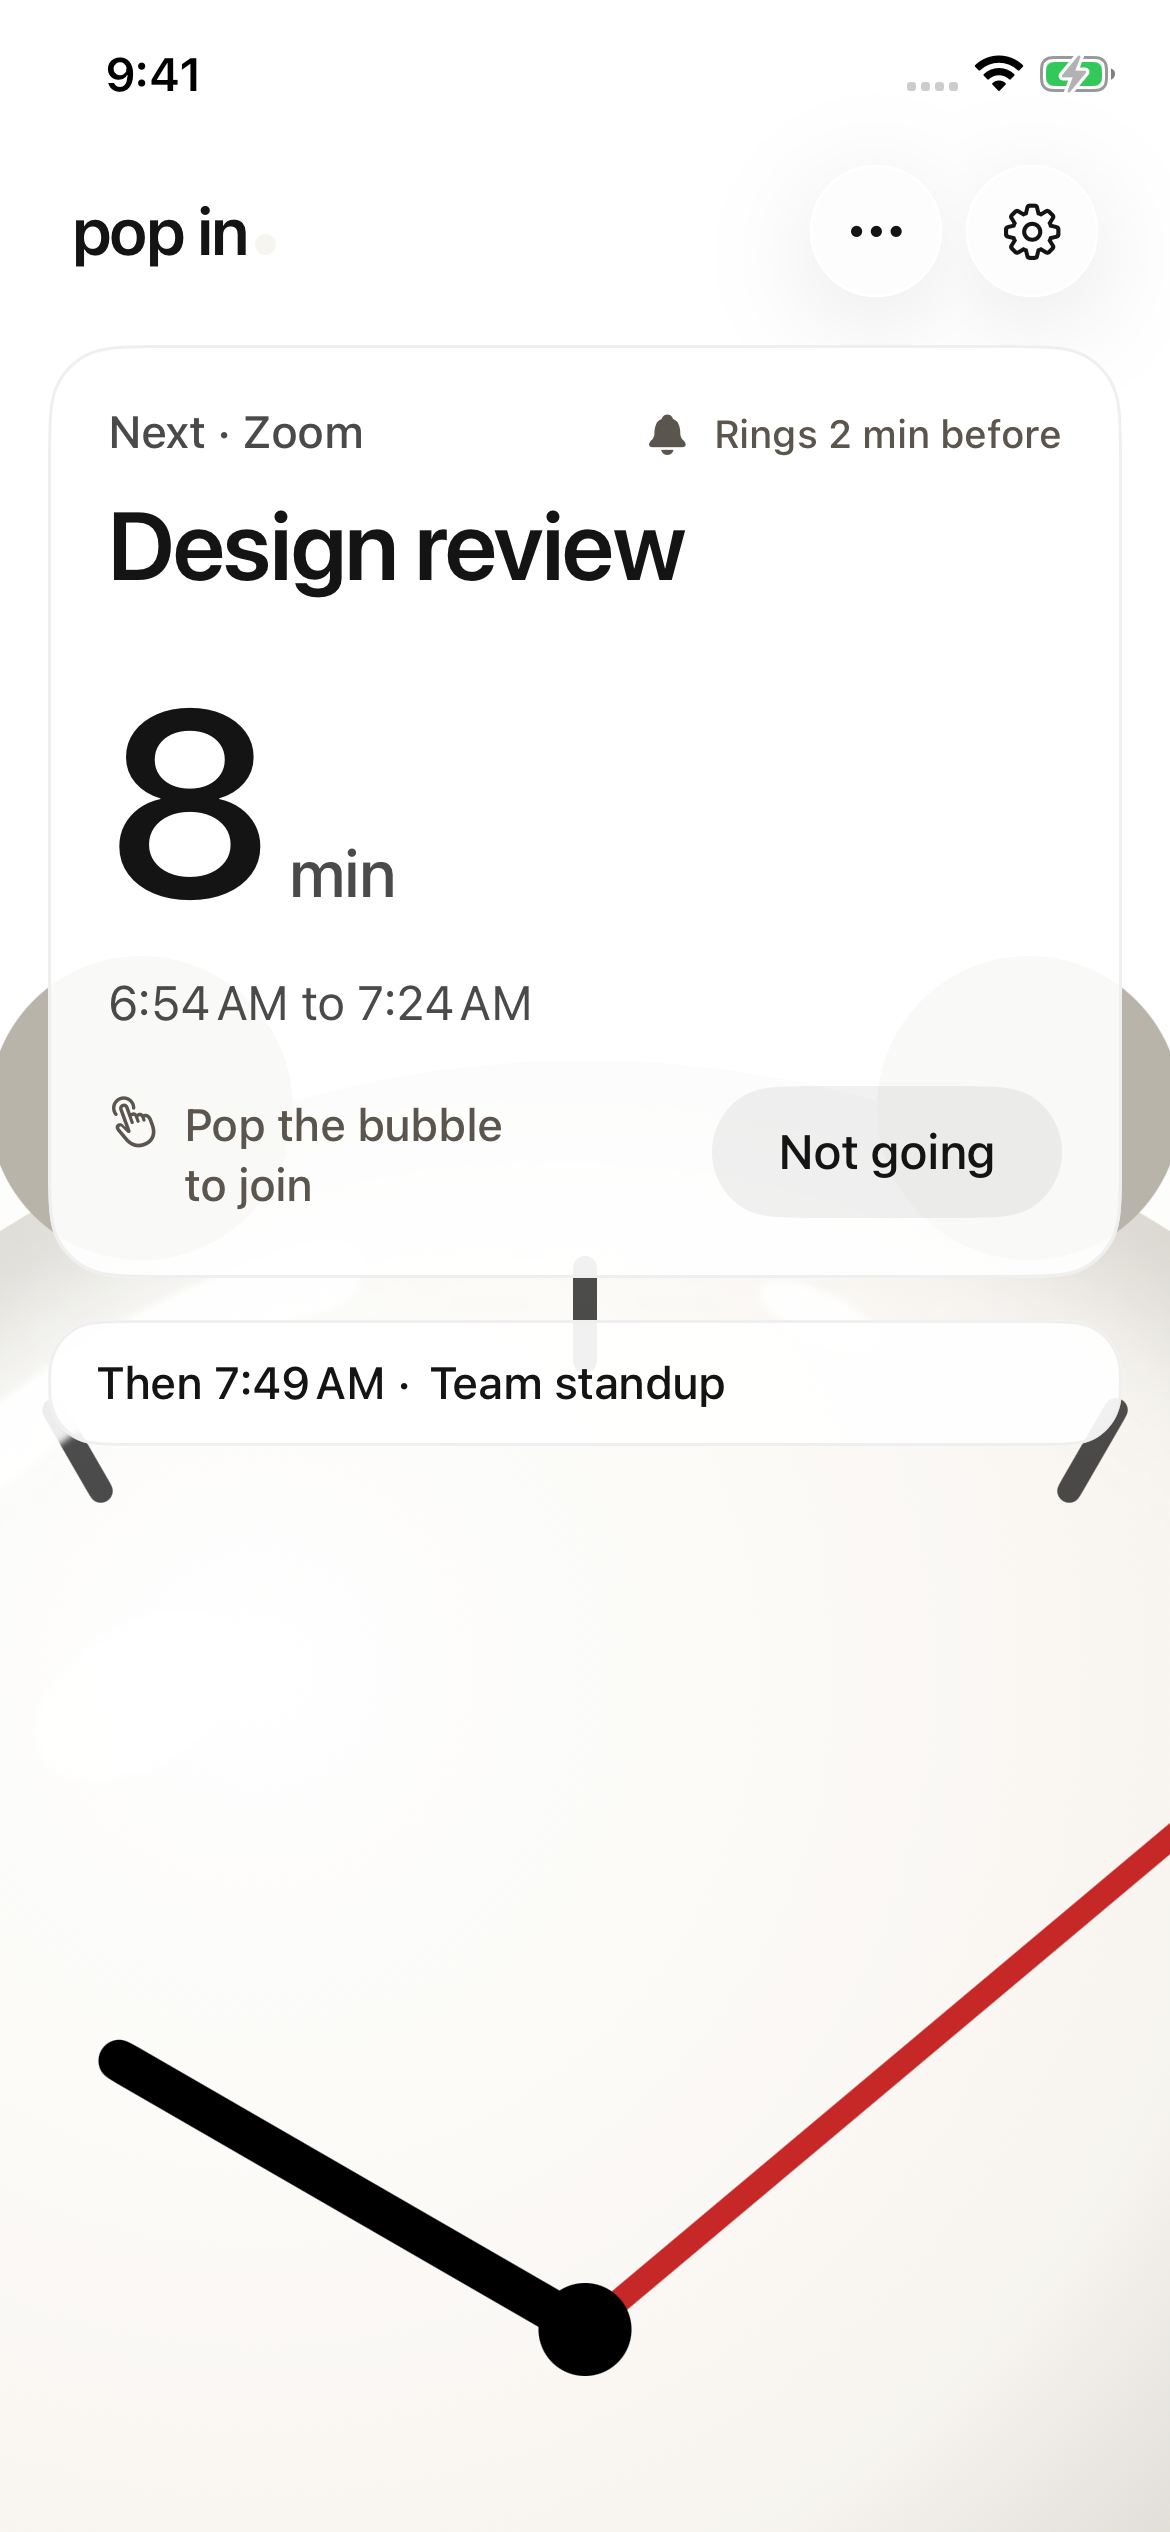 9:41
pop in
Next · Zoom
Rings 2 min before
Design review
8 min
6:54 AM to 7:24 AM
Pop the bubble
to join
Not going
Then 7:49 AM · Team standup